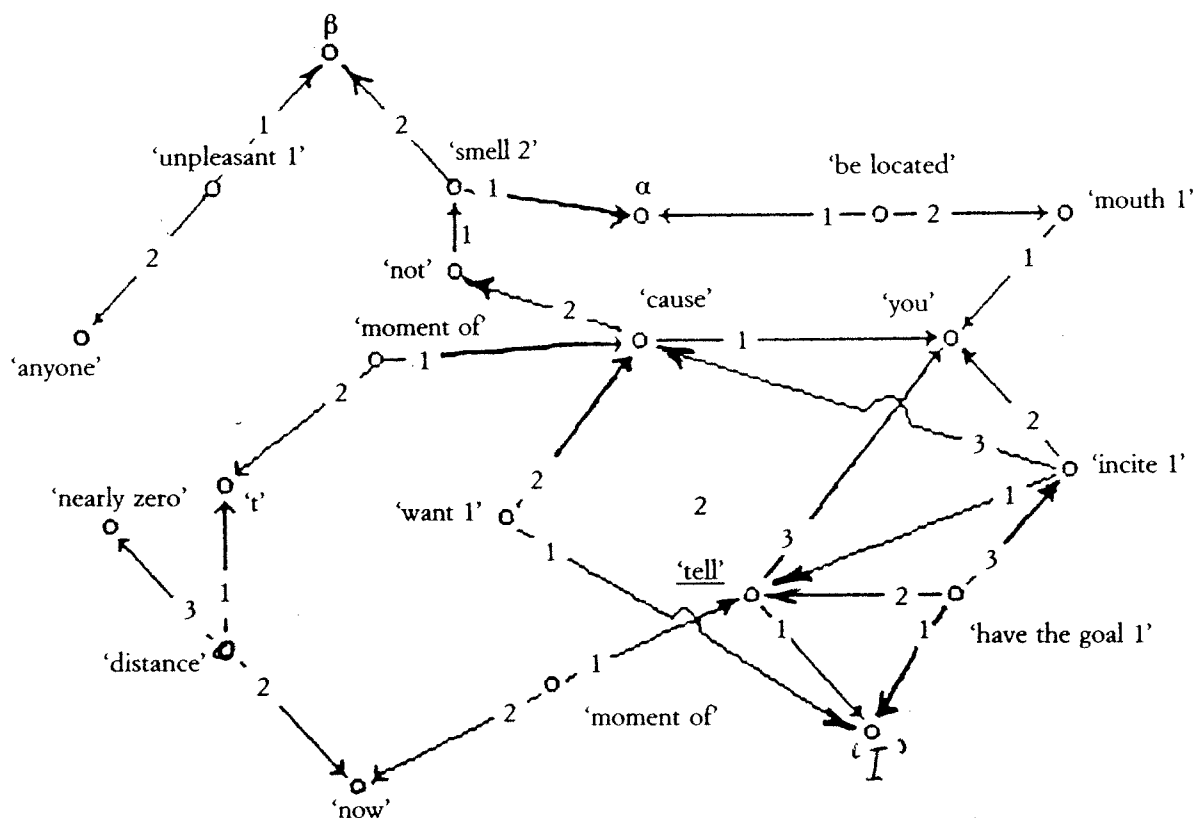 β
1
2
‘unpleasant 1’
‘smell 2’
1
α
‘be located’
1
2
‘mouth 1’
2
1
1
‘not’
2
‘cause’
‘you’
‘moment of’
1
1
‘anyone’
2
2
3
‘incite 1’
‘nearly zero’
‘t’
2
‘want 1’
2
1
1
3
3
‘tell’
1
2
3
1
1
‘have the goal 1’
‘distance’
1
2
2
‘moment of’
‘I’
‘now’